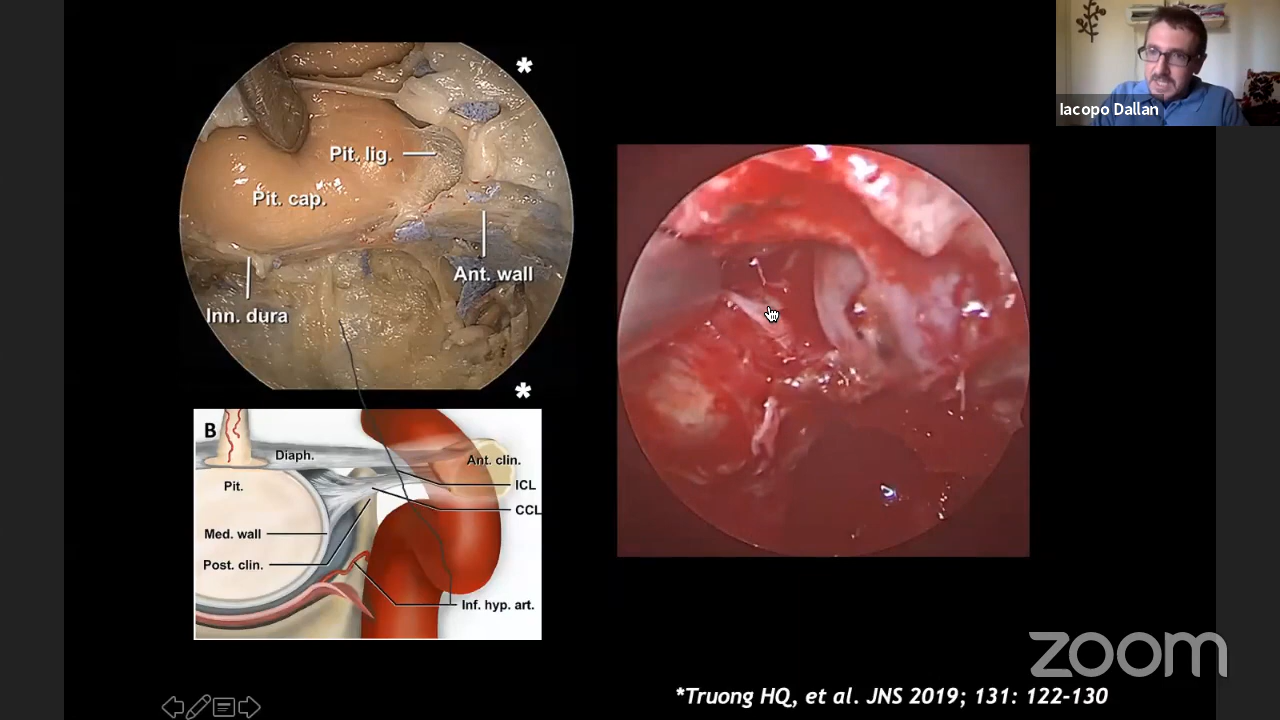 *
Pit. lig.
Pit. cap.
Ant. wall
Inn. dura
*
B
Diaph.
Ant. clin.
Pit.
ICL
CCL
Med. wall
Post. clin.
Inf. hyp. art.
Iacopo Dallan
zoom
*Truong HQ, et al. JNS 2019; 131: 122-130